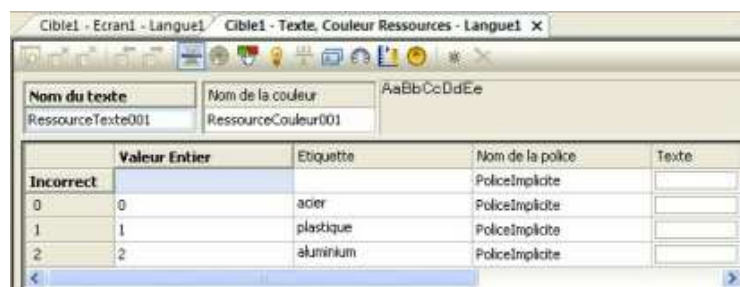 Cible1 - Ecran1 - Langue1 Cible1 - Texte, Couleur Ressources - Langue1
Nom du texte Nom de la couleur AaBbCcDdEe
RessourceTexte001 RessourceCouleur001
Valeur Entier Etiquette Nom de la police Texte
Incorrect PoliceImplicite
0 0 acier PoliceImplicite
1 1 plastique PoliceImplicite
2 2 aluminium PoliceImplicite